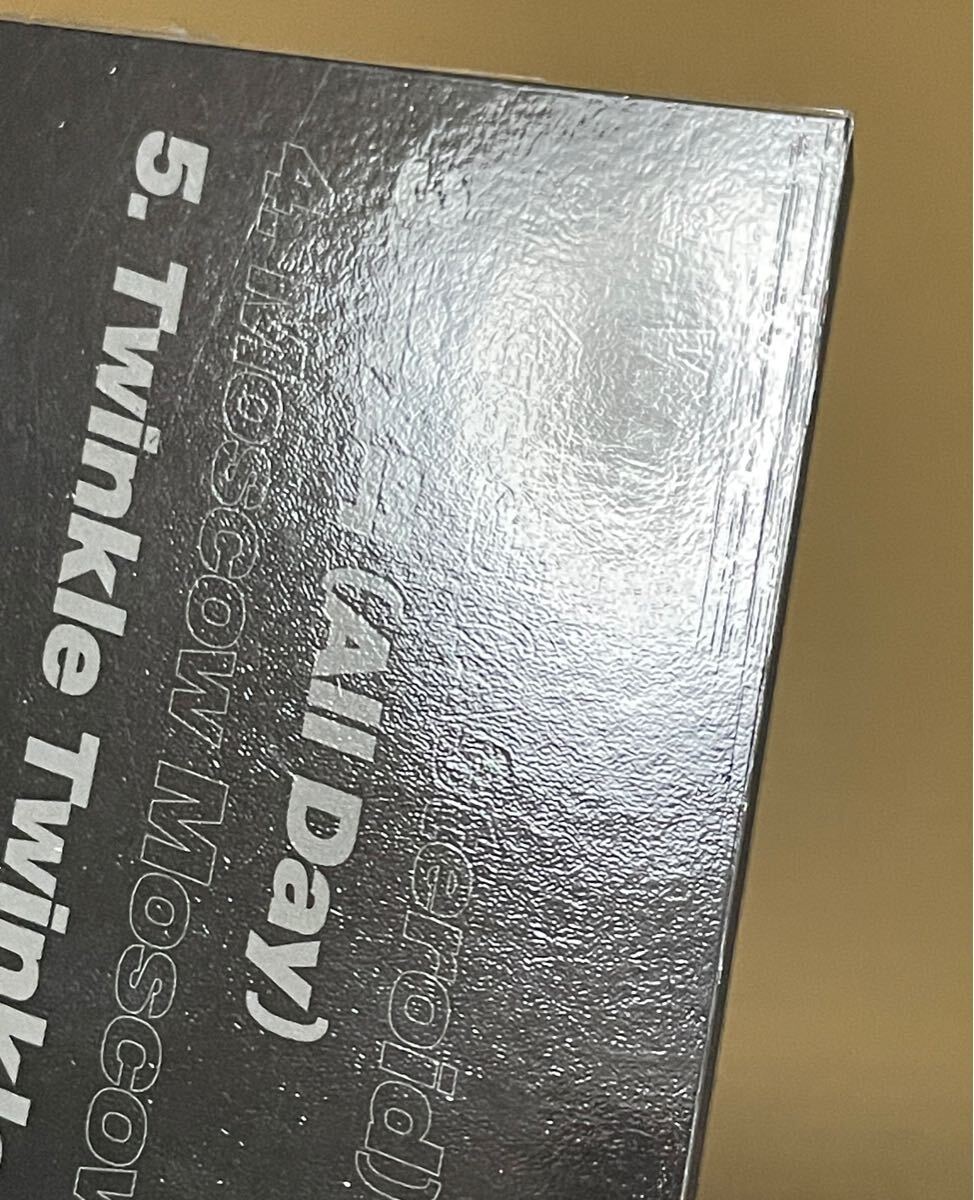 eroid)
(All Day)
4. Moscow Moscow
5. Twinkle Twinkle